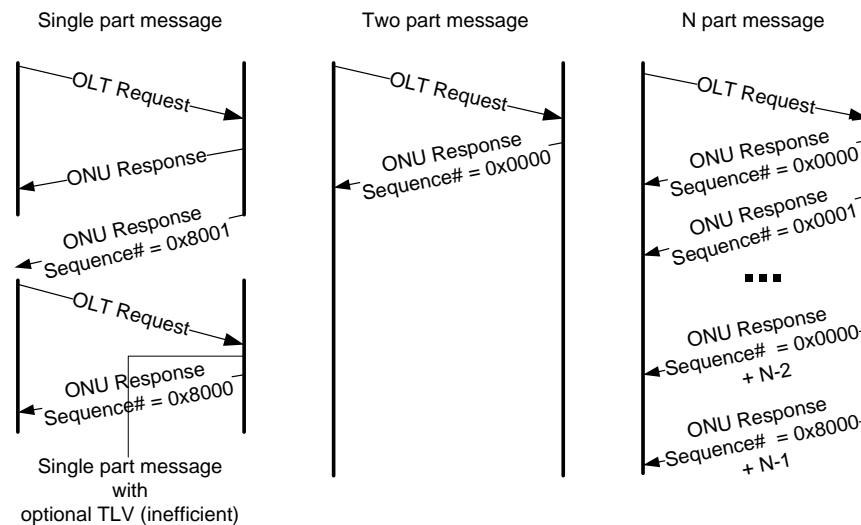 Single part message
OLT Request
ONU Response
ONU Response
Sequence# = 0x8001
OLT Request
ONU Response
Sequence# = 0x8000
Single part message
with
optional TLV (inefficient)
Two part message
OLT Request
ONU Response
Sequence# = 0x0000
N part message
OLT Request
ONU Response
Sequence# = 0x0000
ONU Response
Sequence# = 0x0001
...
ONU Response
Sequence# = 0x0000
+ N-2
ONU Response
Sequence# = 0x8000
+ N-1